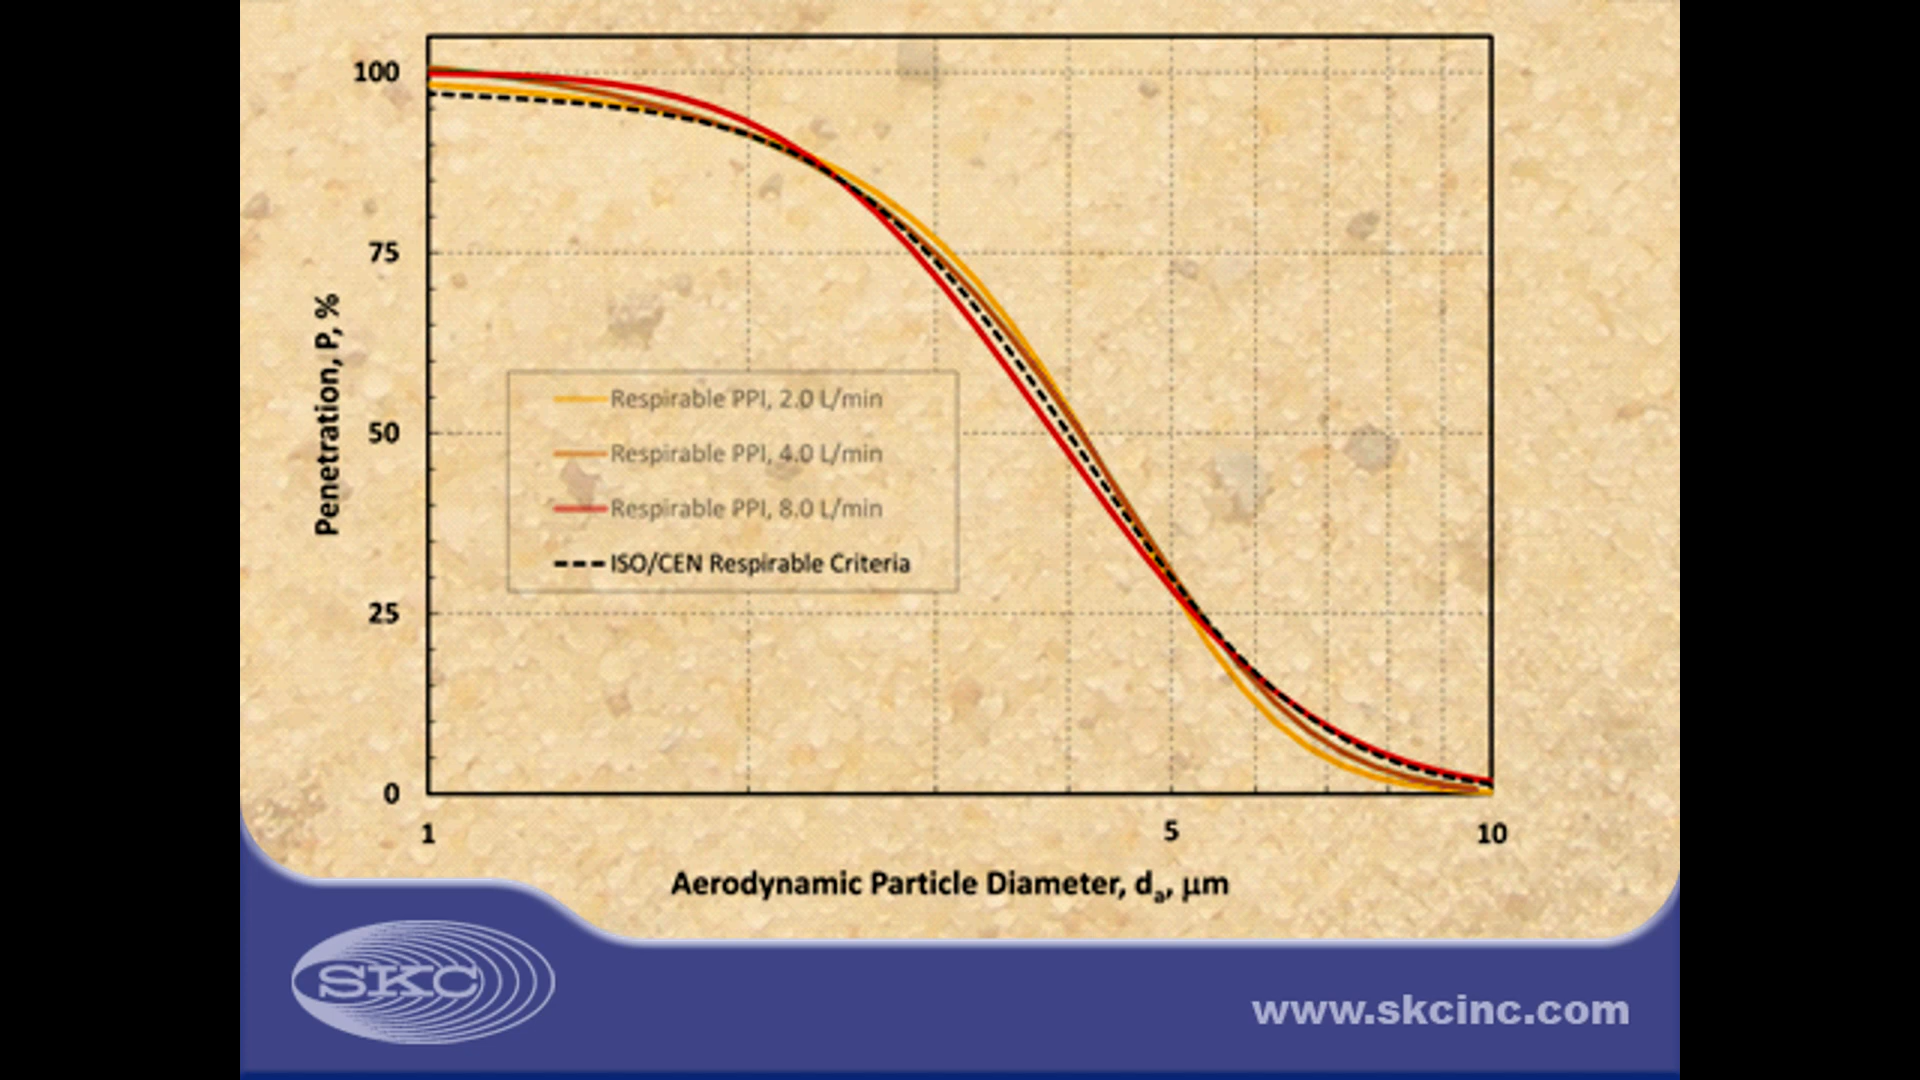 100
75
50
25
0
Penetration, P, %
Respirable PPI, 2.0 L/min
Respirable PPI, 4.0 L/min
Respirable PPI, 8.0 L/min
ISO/CEN Respirable Criteria
1
5
10
Aerodynamic Particle Diameter, dₐ, μm
SKC
www.skcinc.com